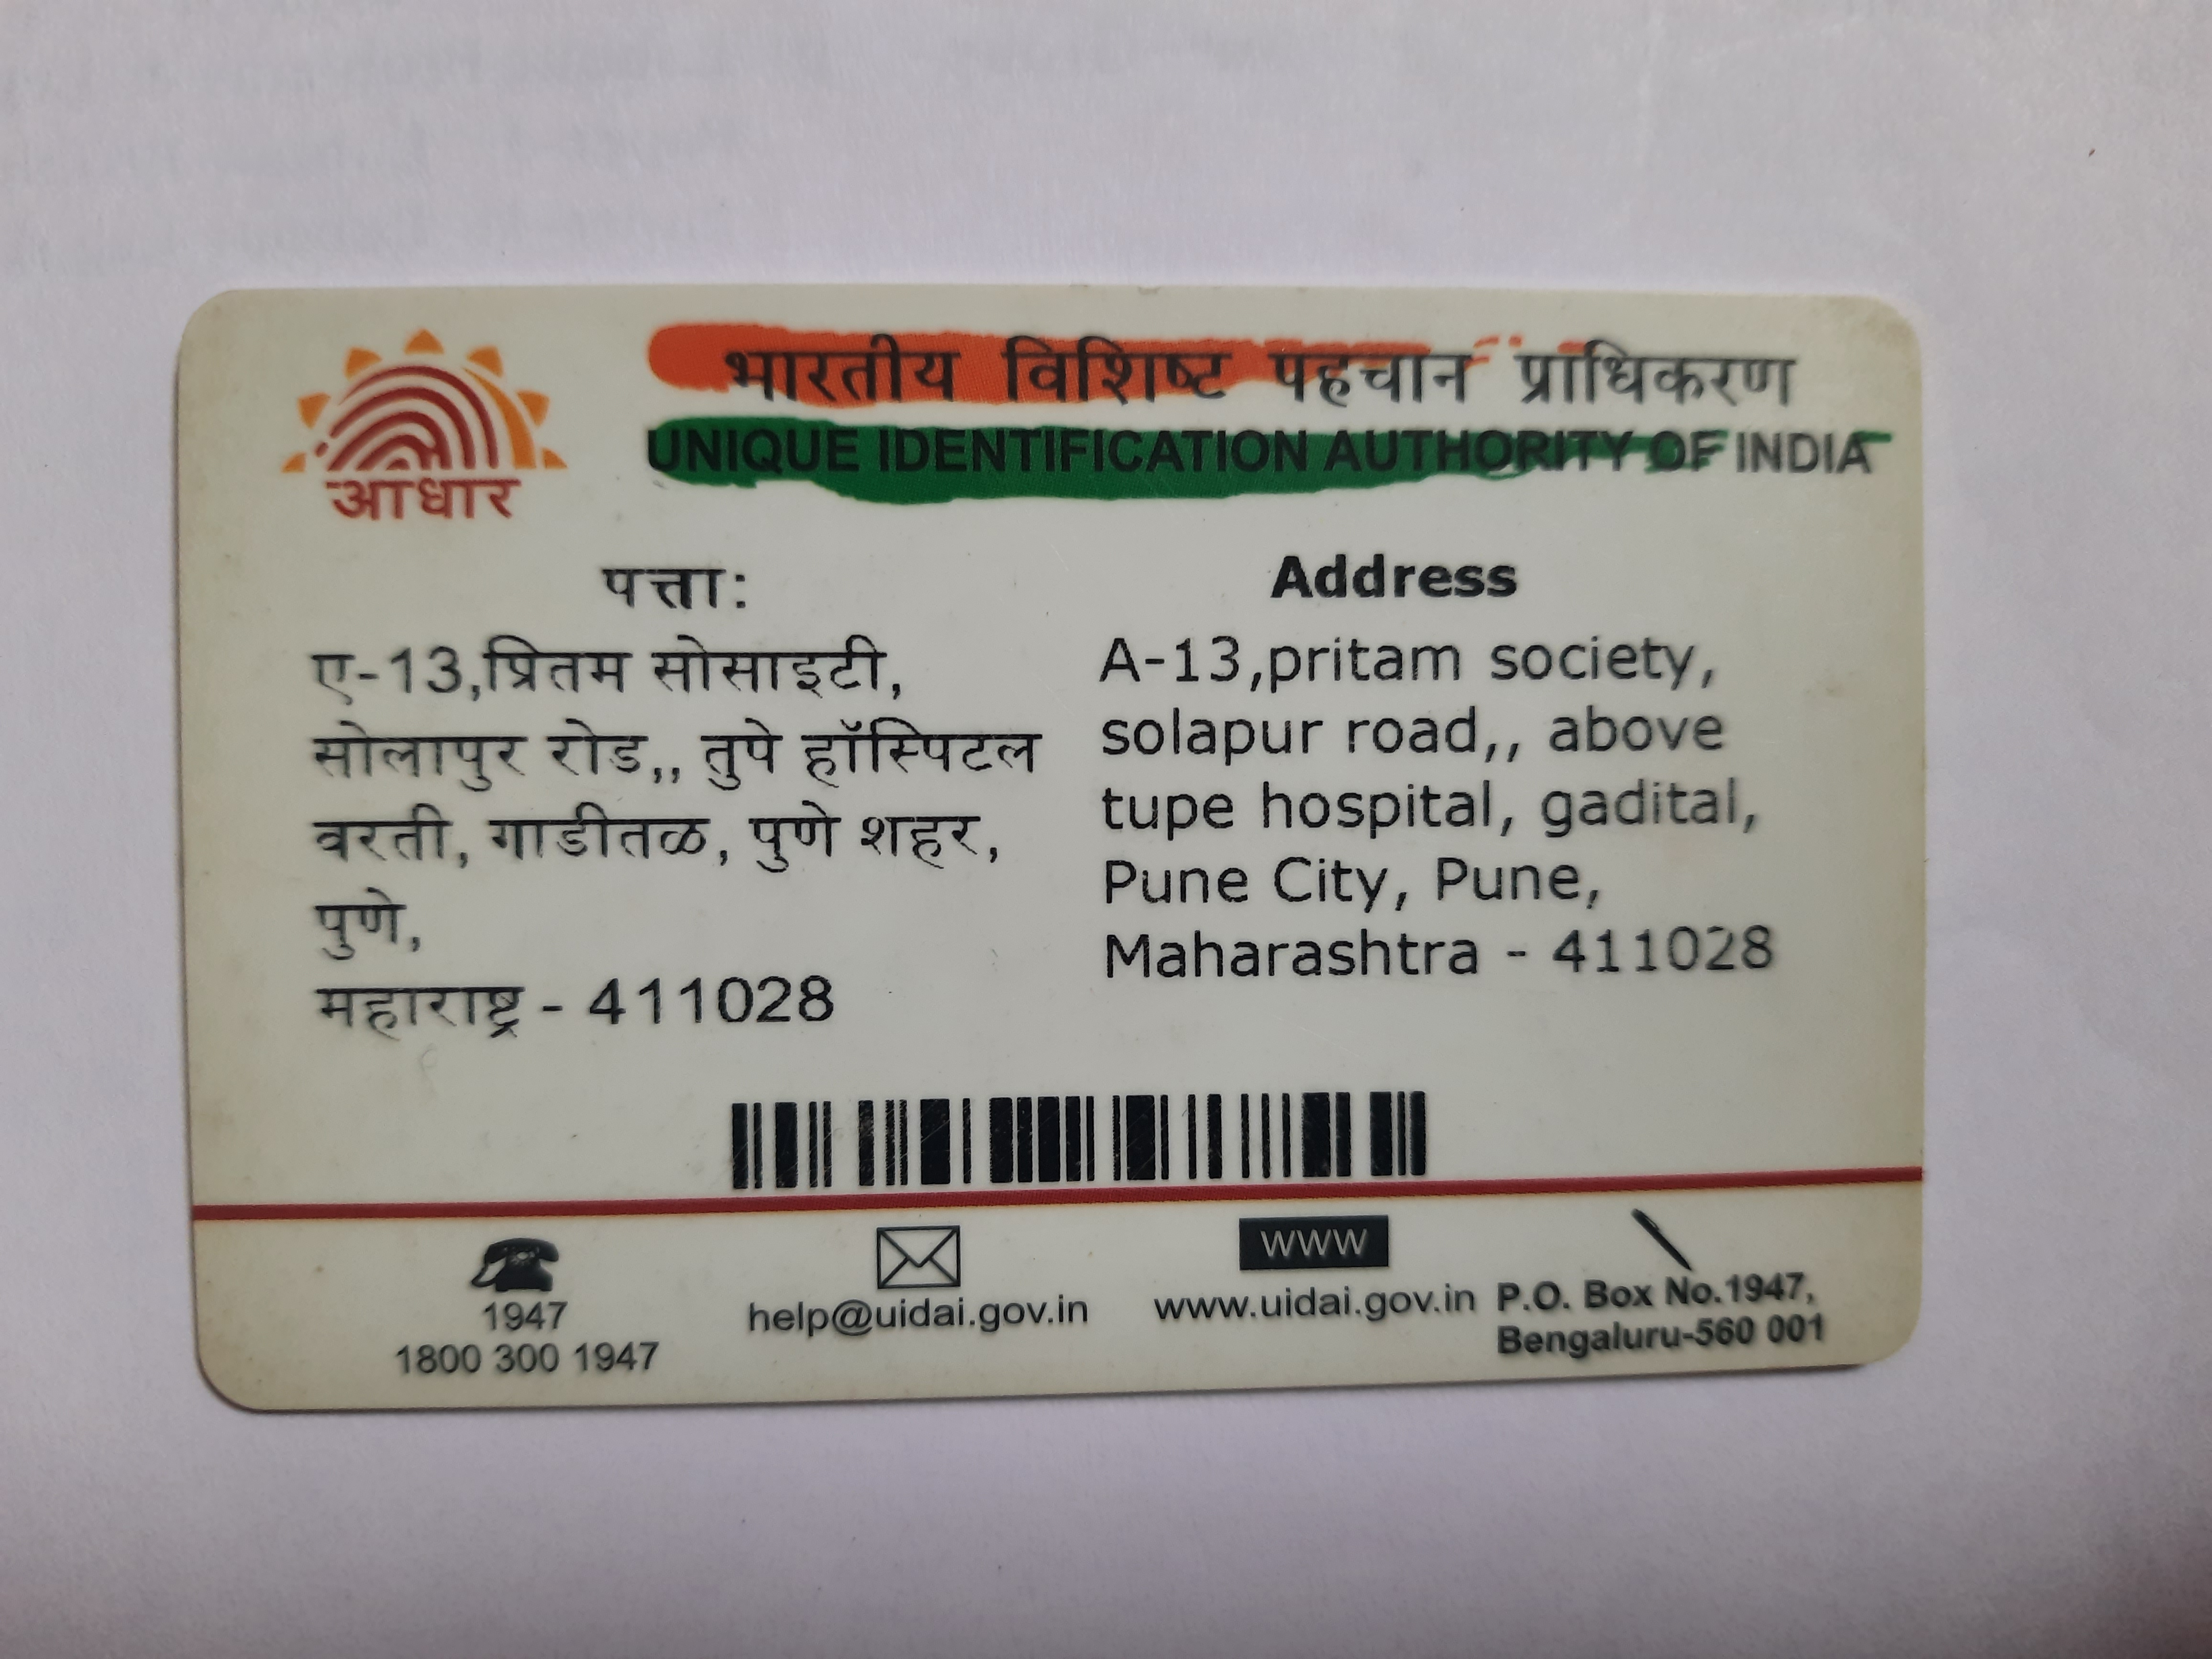 आधार
भारतीय विशिष्ट पहचान प्राधिकरण
UNIQUE IDENTIFICATION AUTHORITY OF INDIA
पत्ता:
ए-13,प्रितम सोसाइटी,
सोलापुर रोड,, तुपे हॉस्पिटल
वरती, गाडीतळ, पुणे शहर,
पुणे,
महाराष्ट्र - 411028
Address
A-13,pritam society,
solapur road,, above
tupe hospital, gadital,
Pune City, Pune,
Maharashtra - 411028
1947
1800 300 1947
help@uidai.gov.in
www
www.uidai.gov.in
P.O. Box No.1947,
Bengaluru-560 001